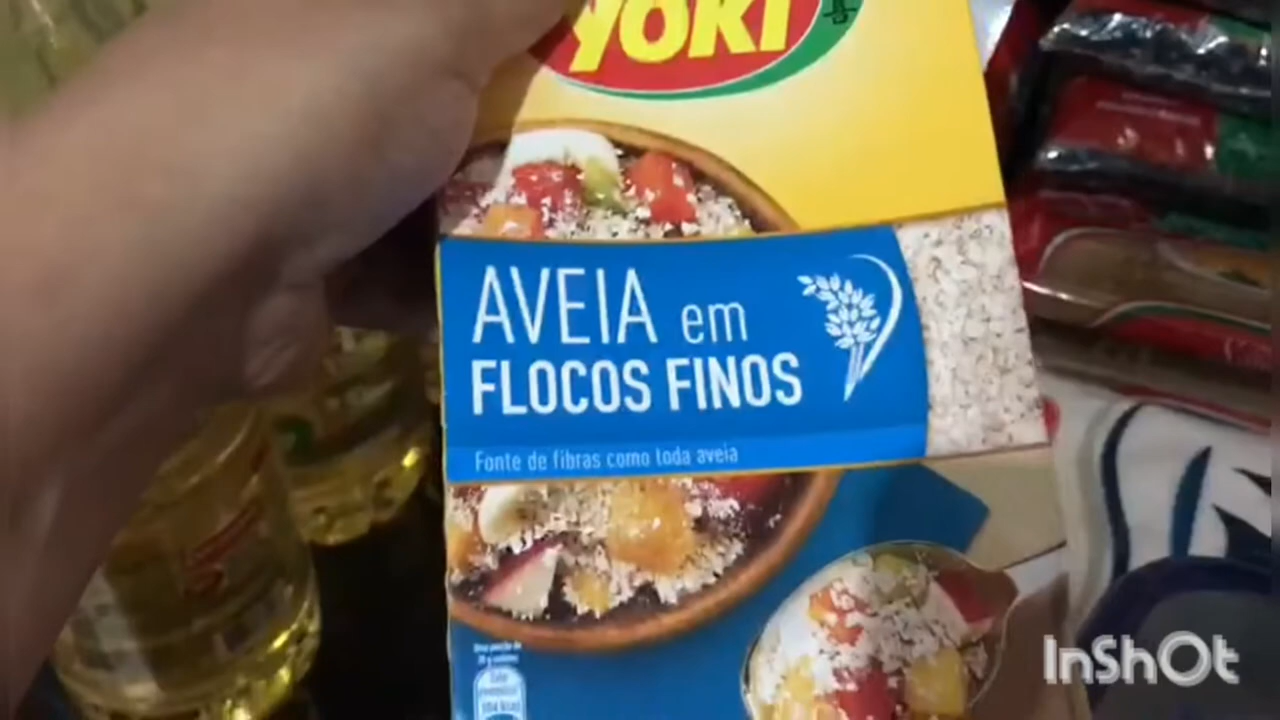 YOKI
AVEIA em
FLOCOS FINOS
Fonte de fibras como toda aveia
InShOt